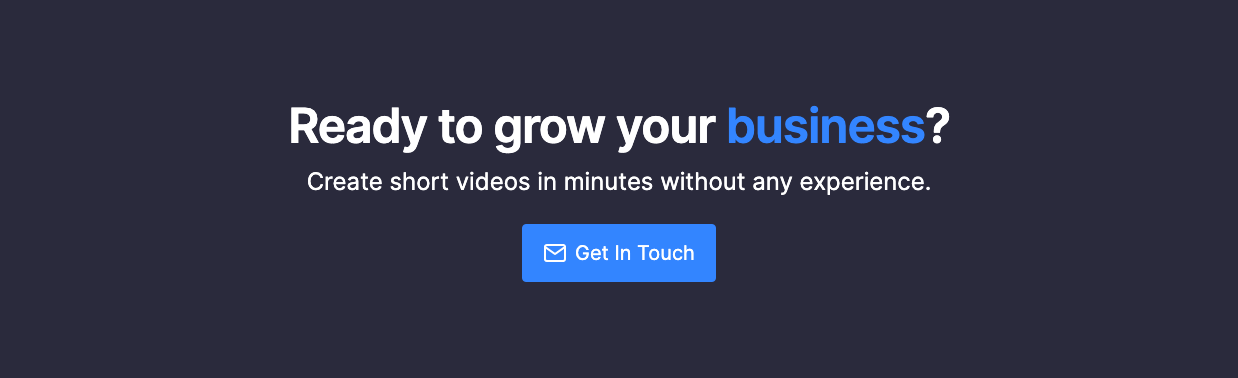 Ready to grow your business?
Create short videos in minutes without any experience.
Get In Touch